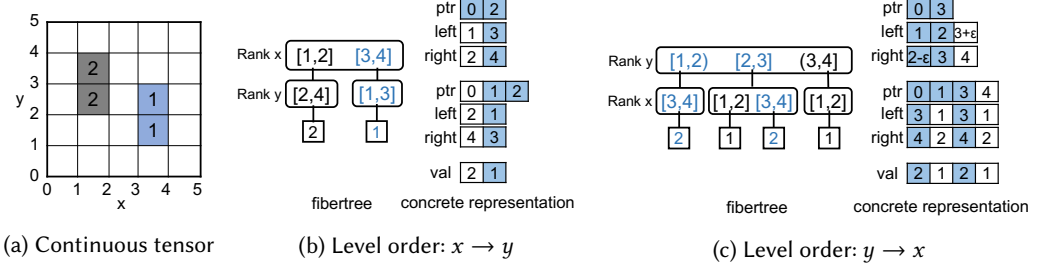 5
4
3
y
2
1
0
2
2
1
1
0 1 2 3 4 5
x
(a) Continuous tensor
Rank x [1,2] [3,4]
Rank y [2,4] [1,3]
2 1
fibertree
ptr 0 2
left 1 3
right 2 4
ptr 0 1 2
left 2 1
right 4 3
val 2 1
concrete representation
(b) Level order: x → y
Rank y [1,2) [2,3] (3,4]
Rank x [3,4] [1,2] [3,4] [1,2]
2 1 2 1
fibertree
ptr 0 3
left 1 2 3+ε
right 2-ε 3 4
ptr 0 1 3 4
left 3 1 3 1
right 4 2 4 2
val 2 1 2 1
concrete representation
(c) Level order: y → x